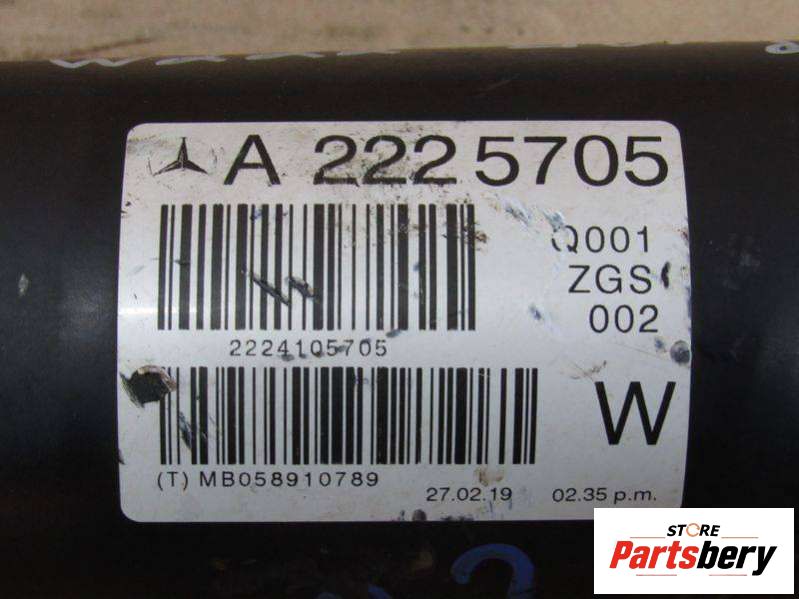 A 222 5705
Q001
ZGS
002
2224105705
W
(T) MB058910789
27.02.19 02.35 p.m.
STORE
Partsbery